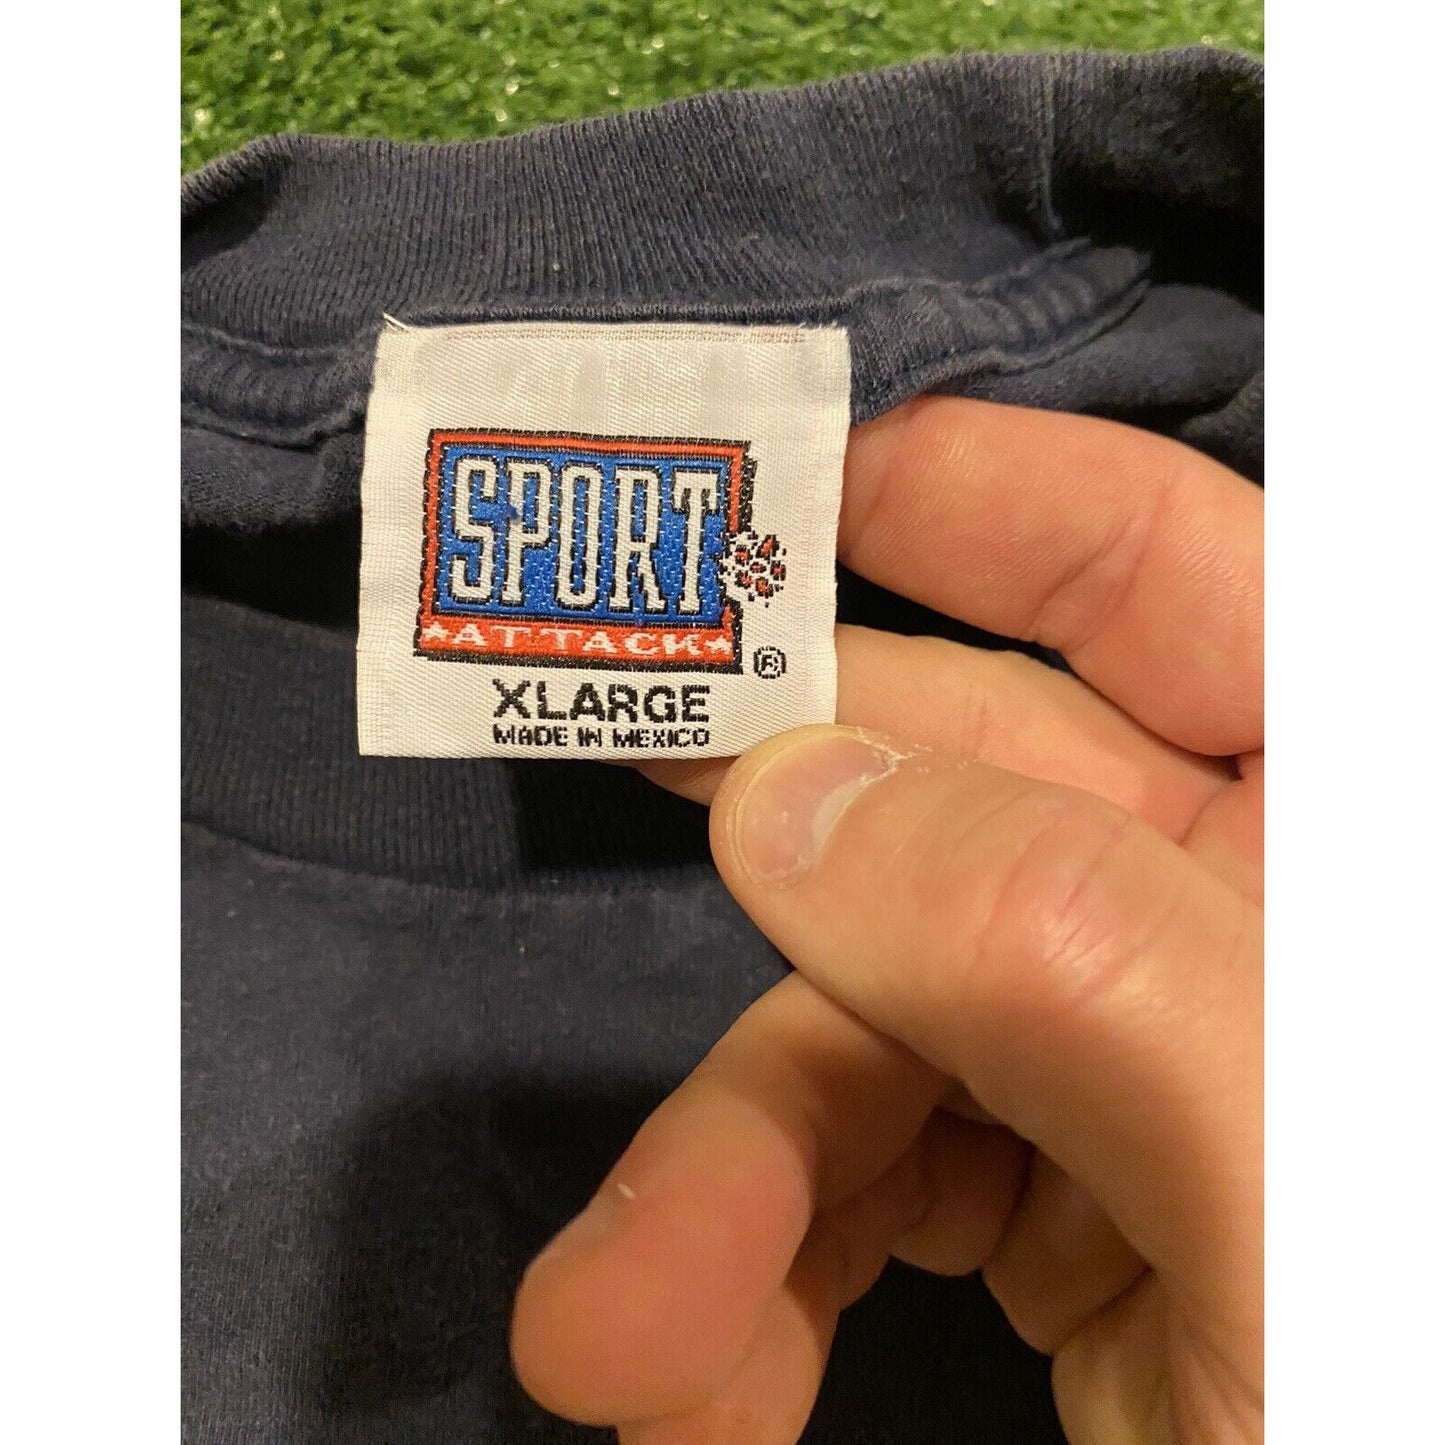 SPORT
★ATTACK★
®
XLARGE
MADE IN MEXICO